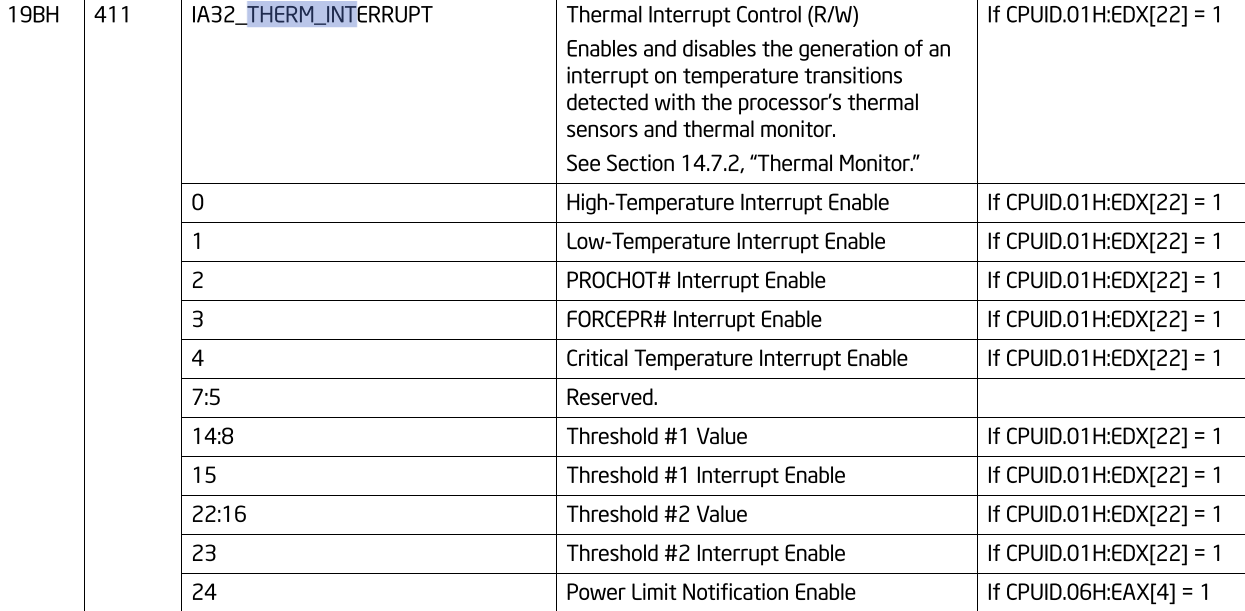 19BH 411 IA32_THERM_INTERRUPT Thermal Interrupt Control (R/W) If CPUID.01H:EDX[22] = 1
Enables and disables the generation of an
interrupt on temperature transitions
detected with the processor's thermal
sensors and thermal monitor.
See Section 14.7.2, "Thermal Monitor."
0 High-Temperature Interrupt Enable If CPUID.01H:EDX[22] = 1
1 Low-Temperature Interrupt Enable If CPUID.01H:EDX[22] = 1
2 PROCHOT# Interrupt Enable If CPUID.01H:EDX[22] = 1
3 FORCEPR# Interrupt Enable If CPUID.01H:EDX[22] = 1
4 Critical Temperature Interrupt Enable If CPUID.01H:EDX[22] = 1
7:5 Reserved.
14:8 Threshold #1 Value If CPUID.01H:EDX[22] = 1
15 Threshold #1 Interrupt Enable If CPUID.01H:EDX[22] = 1
22:16 Threshold #2 Value If CPUID.01H:EDX[22] = 1
23 Threshold #2 Interrupt Enable If CPUID.01H:EDX[22] = 1
24 Power Limit Notification Enable If CPUID.06H:EAX[4] = 1